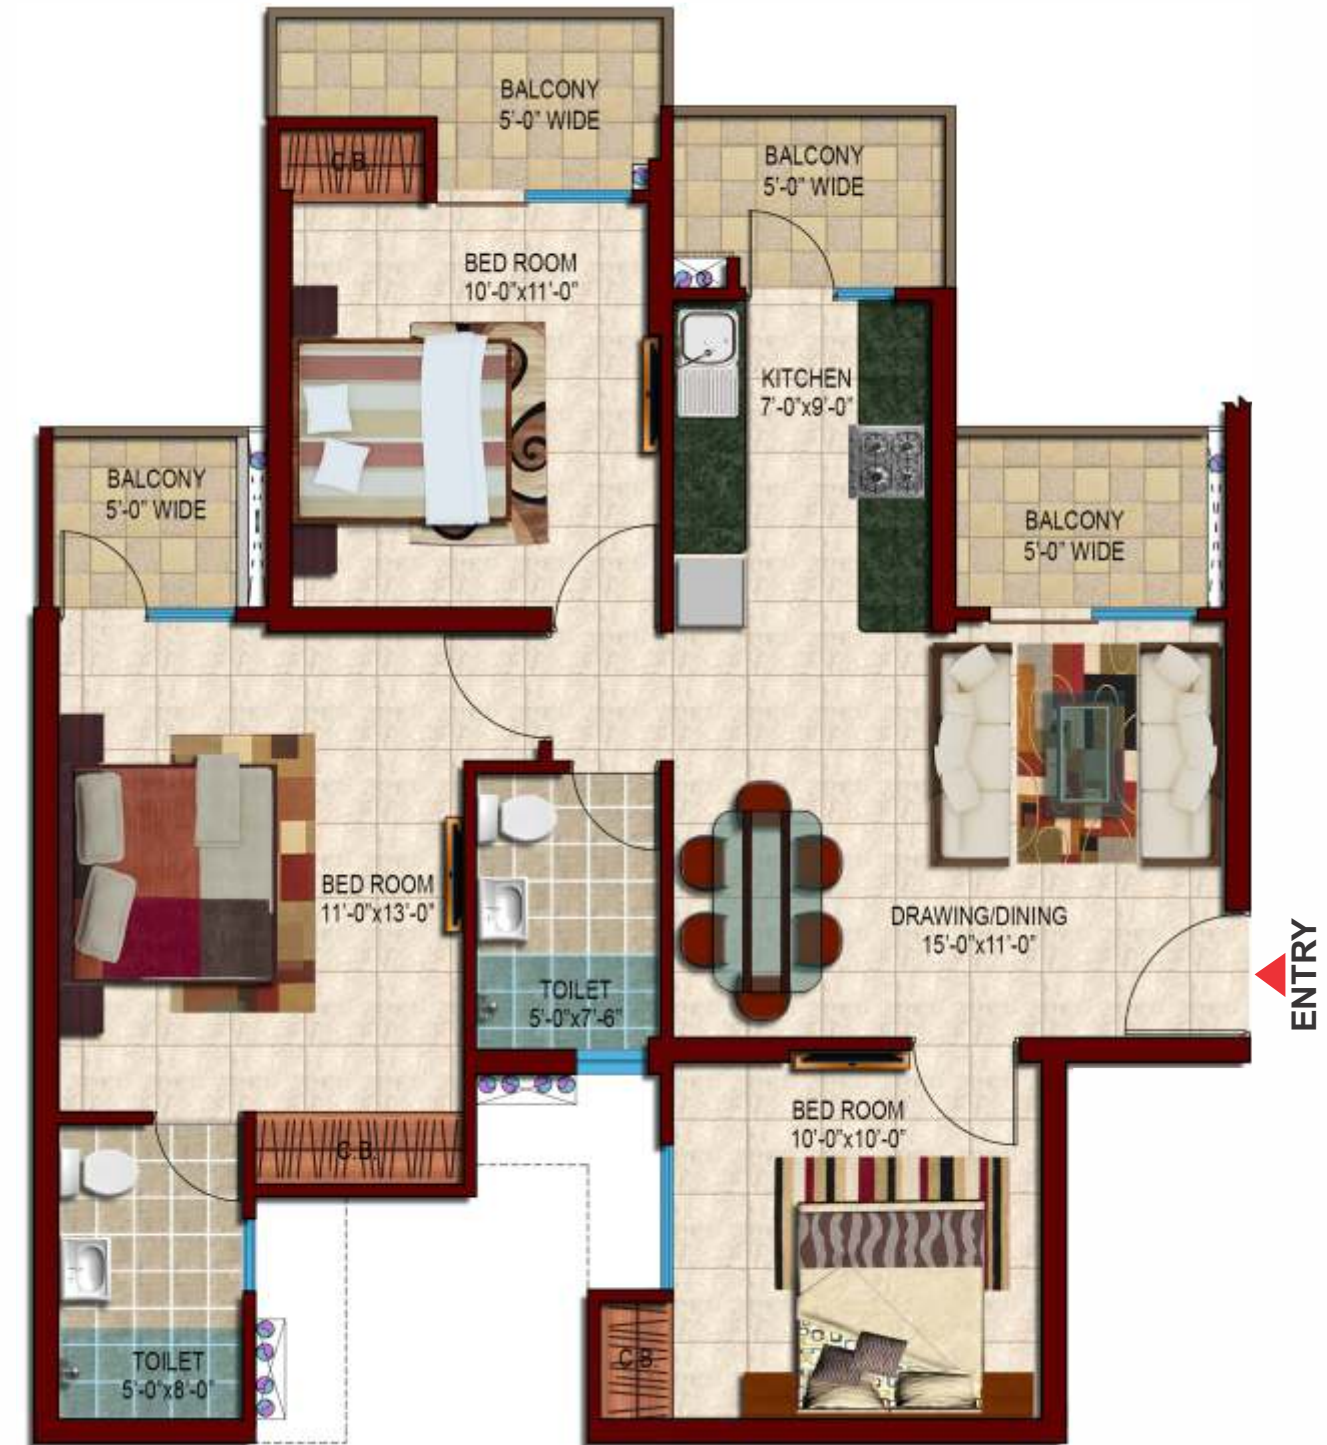 BALCONY
5'-0" WIDE
BALCONY
5'-0" WIDE
C.B.
BED ROOM
10'-0"x11'-0"
KITCHEN
7'-0"x9'-0"
BALCONY
5'-0" WIDE
BALCONY
5'-0" WIDE
BED ROOM
11'-0"x13'-0"
DRAWING/DINING
15'-0"x11'-0"
ENTRY
TOILET
5'-0"x7'-6"
BED ROOM
10'-0"x10'-0"
C.B.
TOILET
5'-0"x8'-0"
C.B.